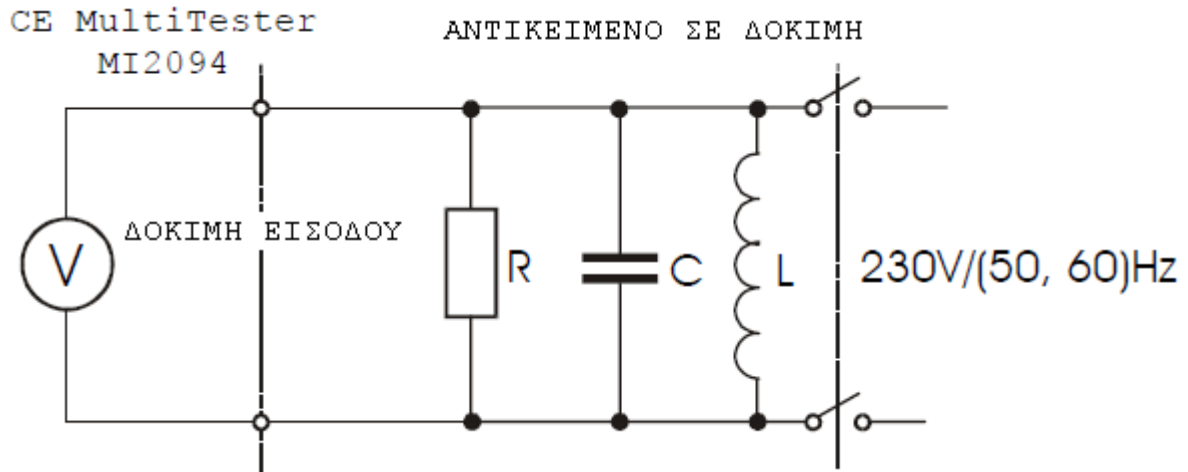 CE MultiTester
MI2094
ΑΝΤΙΚΕΙΜΕΝΟ ΣΕ ΔΟΚΙΜΗ
ΔΟΚΙΜΗ ΕΙΣΟΔΟΥ
V
R
C
L
230V/(50, 60)Hz